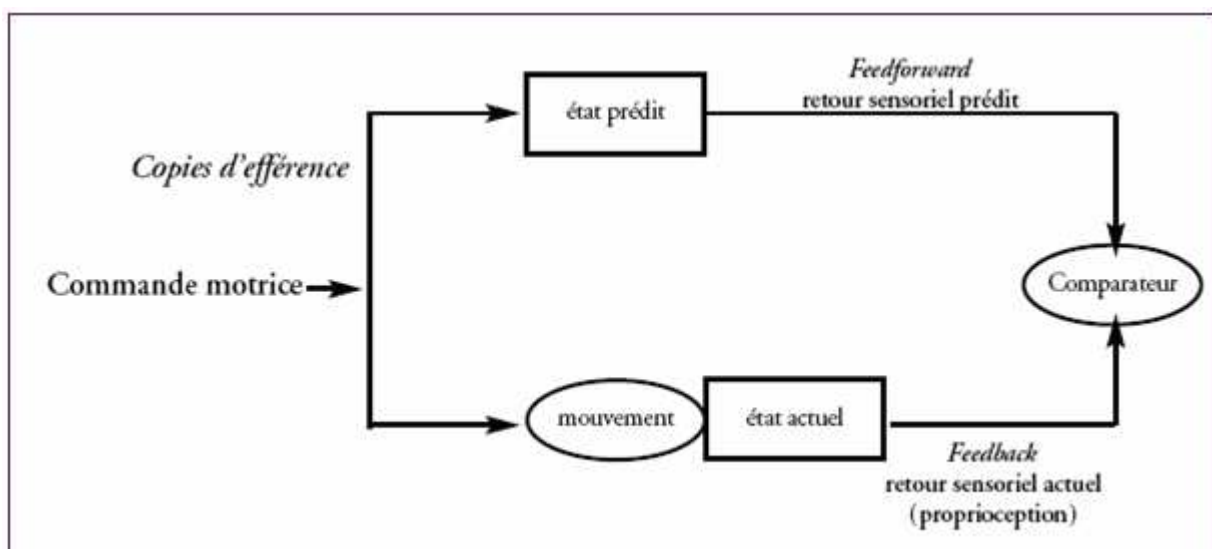 Feedforward
retour sensoriel prédit
état prédit
Copies d'efférence
Commande motrice
Comparateur
mouvement
état actuel
Feedback
retour sensoriel actuel
(proprioception)